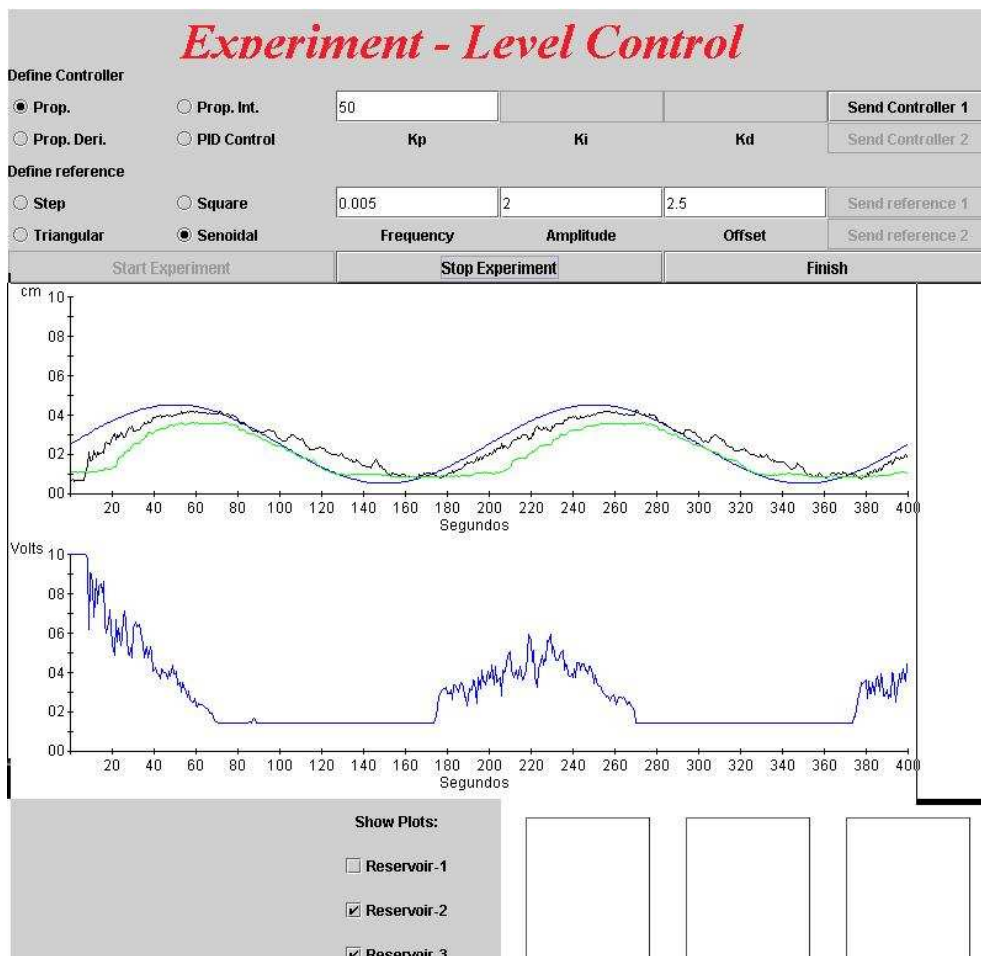 Experiment - Level Control
Define Controller
Prop. Prop. Int. 50 Send Controller 1
Prop. Deri. PID Control Kp Ki Kd Send Controller 2
Define reference
Step Square 0.005 2 2.5 Send reference 1
Triangular Senoidal Frequency Amplitude Offset Send reference 2
Start Experiment Stop Experiment Finish
cm 10
08
06
04
02
00
20 40 60 80 100 120 140 160 180 200 220 240 260 280 300 320 340 360 380 400
Segundos
Volts 10
08
06
04
02
00
20 40 60 80 100 120 140 160 180 200 220 240 260 280 300 320 340 360 380 400
Segundos
Show Plots:
Reservoir-1
Reservoir-2
Reservoir-3